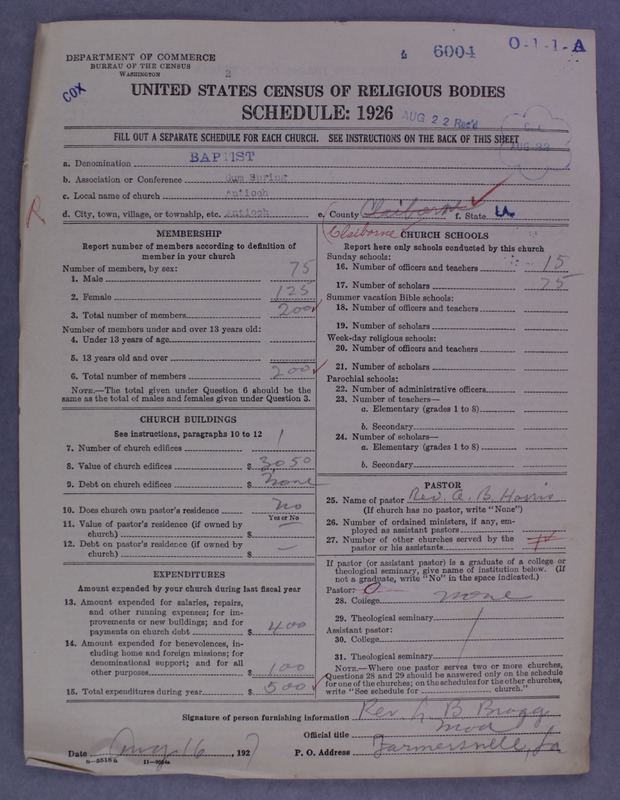 DEPARTMENT OF COMMERCE
BUREAU OF THE CENSUS
WASHINGTON
4 6004 O-1-1-A
2
COX
UNITED STATES CENSUS OF RELIGIOUS BODIES
SCHEDULE: 1926
AUG 22 Rec'd
FILL OUT A SEPARATE SCHEDULE FOR EACH CHURCH. SEE INSTRUCTIONS ON THE BACK OF THIS SHEET
a. Denomination BAPTIST
b. Association or Conference Gum Spring
c. Local name of church Antioch
d. City, town, village, or township, etc. Antioch e. County Claiborne f. State LA.
R
Claiborne
MEMBERSHIP
Report number of members according to definition of member in your church
Number of members, by sex:
1. Male 75
2. Female 125
3. Total number of members 200
Number of members under and over 13 years old:
4. Under 13 years of age
5. 13 years old and over
6. Total number of members 200
NOTE.—The total given under Question 6 should be the same as the total of males and females given under Question 3.
CHURCH BUILDINGS
See instructions, paragraphs 10 to 12
7. Number of church edifices 1
8. Value of church edifices $ 3050
9. Debt on church edifices $ none
10. Does church own pastor's residence no
Yes or No
11. Value of pastor's residence (if owned by church) $
12. Debt on pastor's residence (if owned by church) $ —
EXPENDITURES
Amount expended by your church during last fiscal year
13. Amount expended for salaries, repairs, and other running expenses; for improvements or new buildings; and for payments on church debt $ 400
14. Amount expended for benevolences, including home and foreign missions; for denominational support; and for all other purposes $ 100
15. Total expenditures during year $ 500
CHURCH SCHOOLS
Report here only schools conducted by this church
Sunday schools:
16. Number of officers and teachers 15
17. Number of scholars 75
Summer vacation Bible schools:
18. Number of officers and teachers
19. Number of scholars
Week-day religious schools:
20. Number of officers and teachers
21. Number of scholars
Parochial schools:
22. Number of administrative officers
23. Number of teachers—
a. Elementary (grades 1 to 8)
b. Secondary
24. Number of scholars—
a. Elementary (grades 1 to 8)
b. Secondary
PASTOR
25. Name of pastor Rev. A. B. Harris
(If church has no pastor, write "None")
26. Number of ordained ministers, if any, employed as assistant pastors
27. Number of other churches served by the pastor or his assistants
If pastor (or assistant pastor) is a graduate of a college or theological seminary, give name of institution below. (If not a graduate, write "No" in the space indicated.)
Pastor: O
28. College none
29. Theological seminary
Assistant pastor:
30. College
31. Theological seminary
NOTE.—Where one pastor serves two or more churches, Questions 28 and 29 should be answered only on the schedule for one of the churches; on the schedules for the other churches, write "See schedule for church."
Signature of person furnishing information Rev. L. B. Bragg
Official title Mod
Date Aug 16, 1927 P. O. Address Farmersville, La
8—5518a 11—9054a